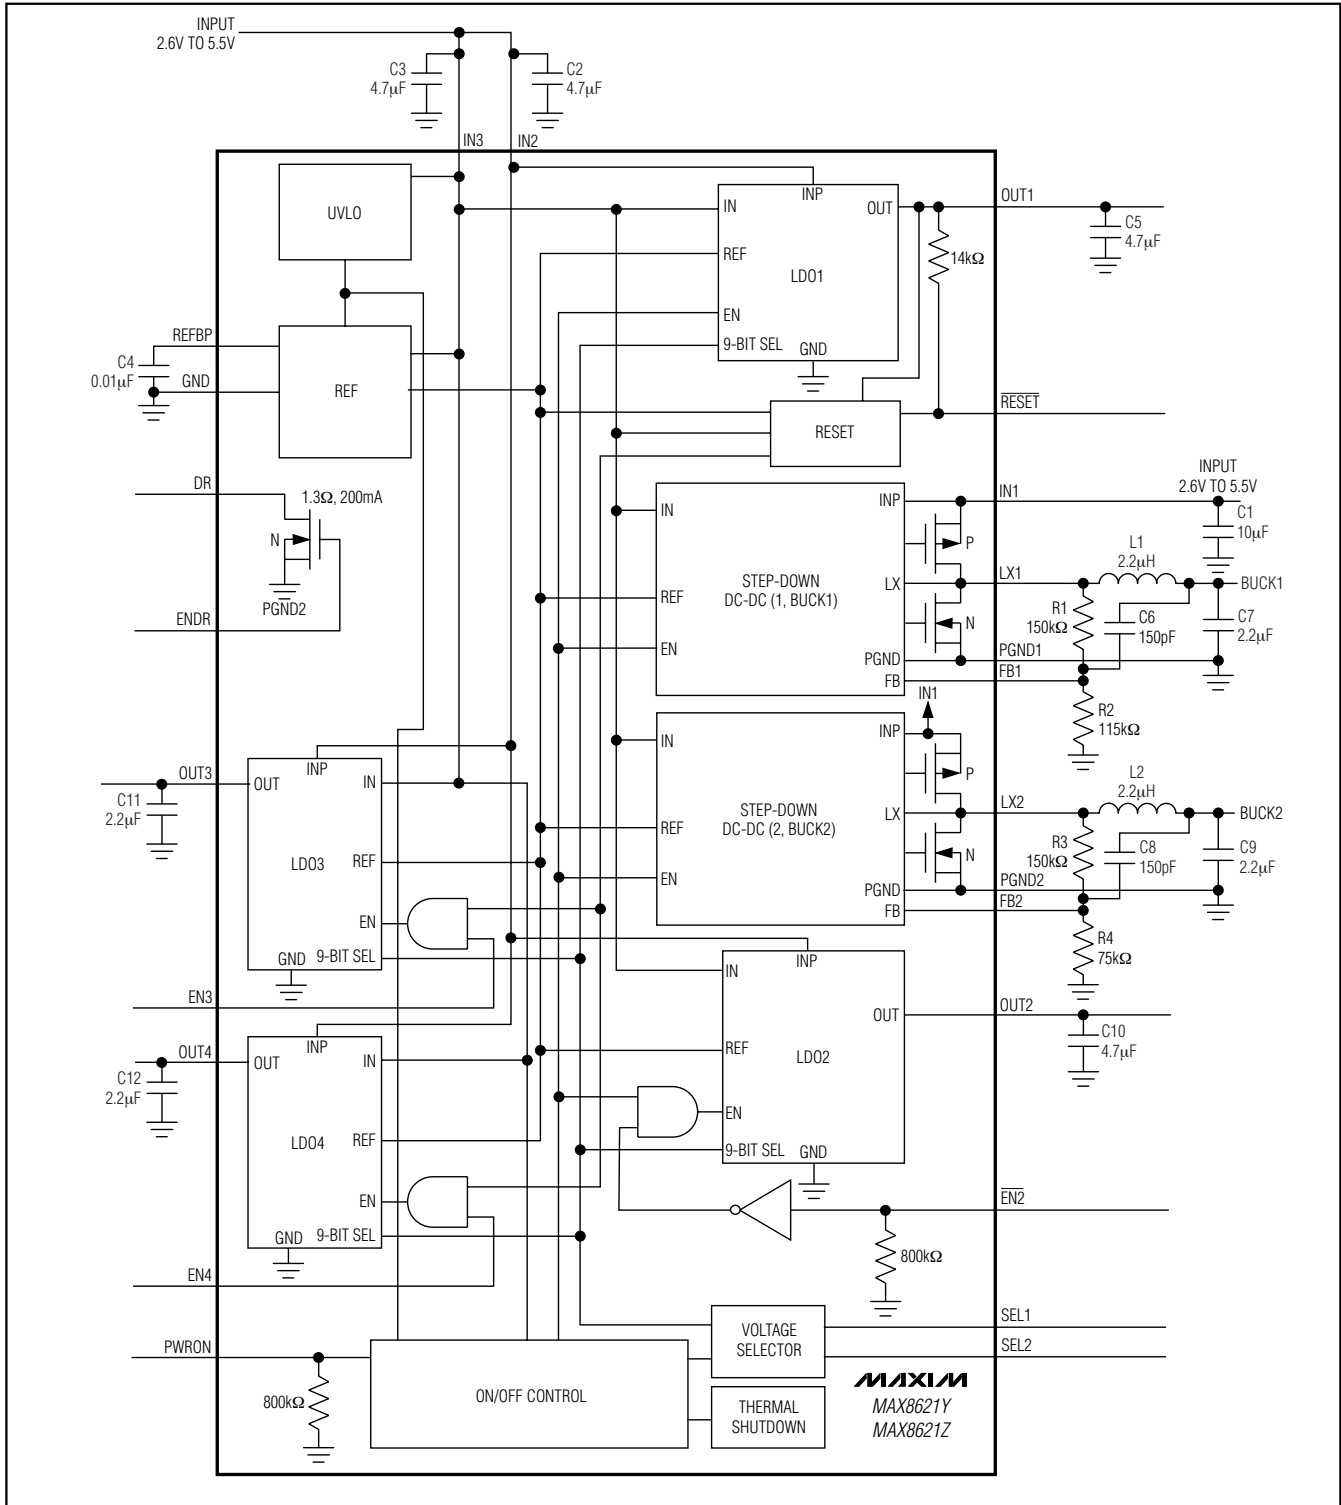 INPUT
2.6V TO 5.5V
C3
4.7µF
C2
4.7µF
IN3
IN2
UVLO
INP
IN
OUT
REF
LDO1
EN
9-BIT SEL
GND
OUT1
C5
4.7µF
14kΩ
REFBP
C4
0.01µF
GND
REF
RESET
RESET
DR
1.3Ω, 200mA
N
PGND2
ENDR
INPUT
2.6V TO 5.5V
IN1
C1
10µF
INP
IN
P
STEP-DOWN
DC-DC (1, BUCK1)
LX
LX1
L1
2.2µH
BUCK1
REF
N
R1
150kΩ
C6
150pF
C7
2.2µF
EN
PGND
PGND1
FB
FB1
R2
115kΩ
IN1
INP
IN
P
STEP-DOWN
DC-DC (2, BUCK2)
LX
LX2
L2
2.2µH
BUCK2
REF
N
R3
150kΩ
C8
150pF
C9
2.2µF
EN
PGND
PGND2
FB
FB2
R4
75kΩ
OUT3
C11
2.2µF
INP
OUT
IN
LDO3
REF
EN
GND
9-BIT SEL
EN3
INP
IN
OUT
OUT2
C10
4.7µF
REF
LDO2
EN
9-BIT SEL
GND
OUT4
C12
2.2µF
INP
OUT
IN
LDO4
REF
EN
GND
9-BIT SEL
EN4
EN2
800kΩ
PWRON
800kΩ
ON/OFF CONTROL
VOLTAGE
SELECTOR
SEL1
SEL2
THERMAL
SHUTDOWN
MAXIM
MAX8621Y
MAX8621Z